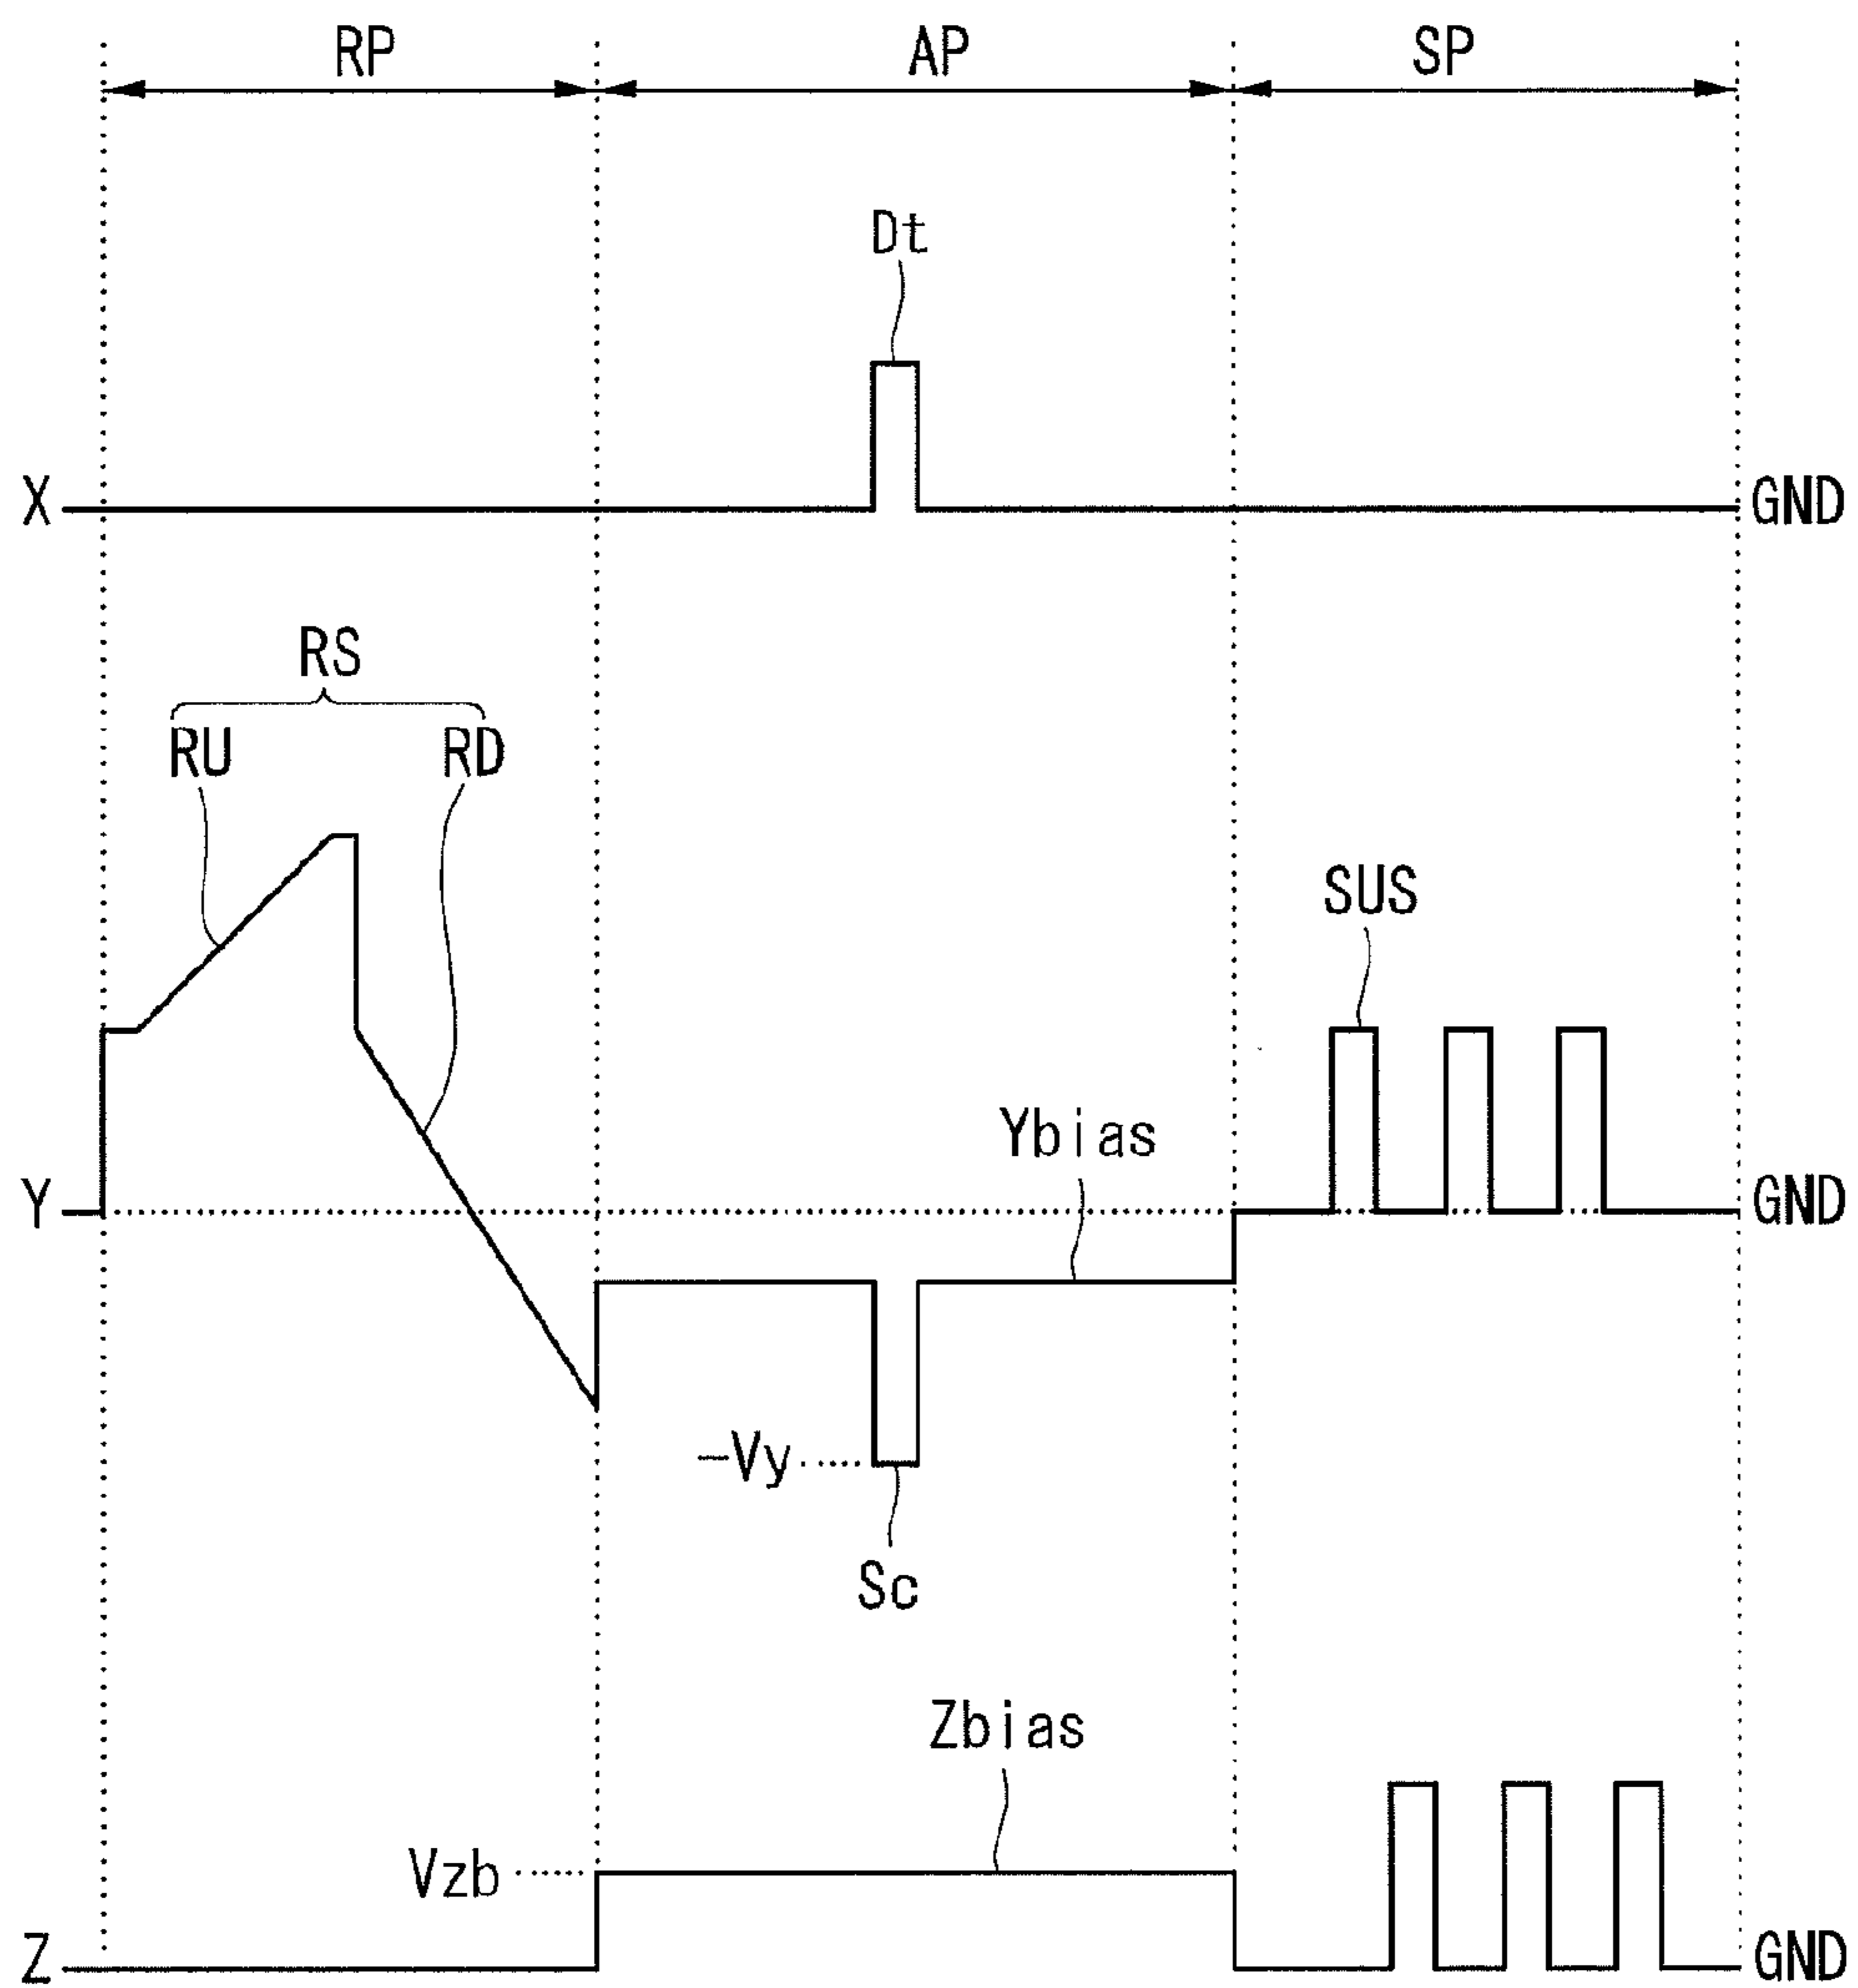 RP AP SP
Dt
X GND
RS
RU RD
SUS
Ybias
Y GND
-Vy
Sc
Zbias
Vzb
Z GND